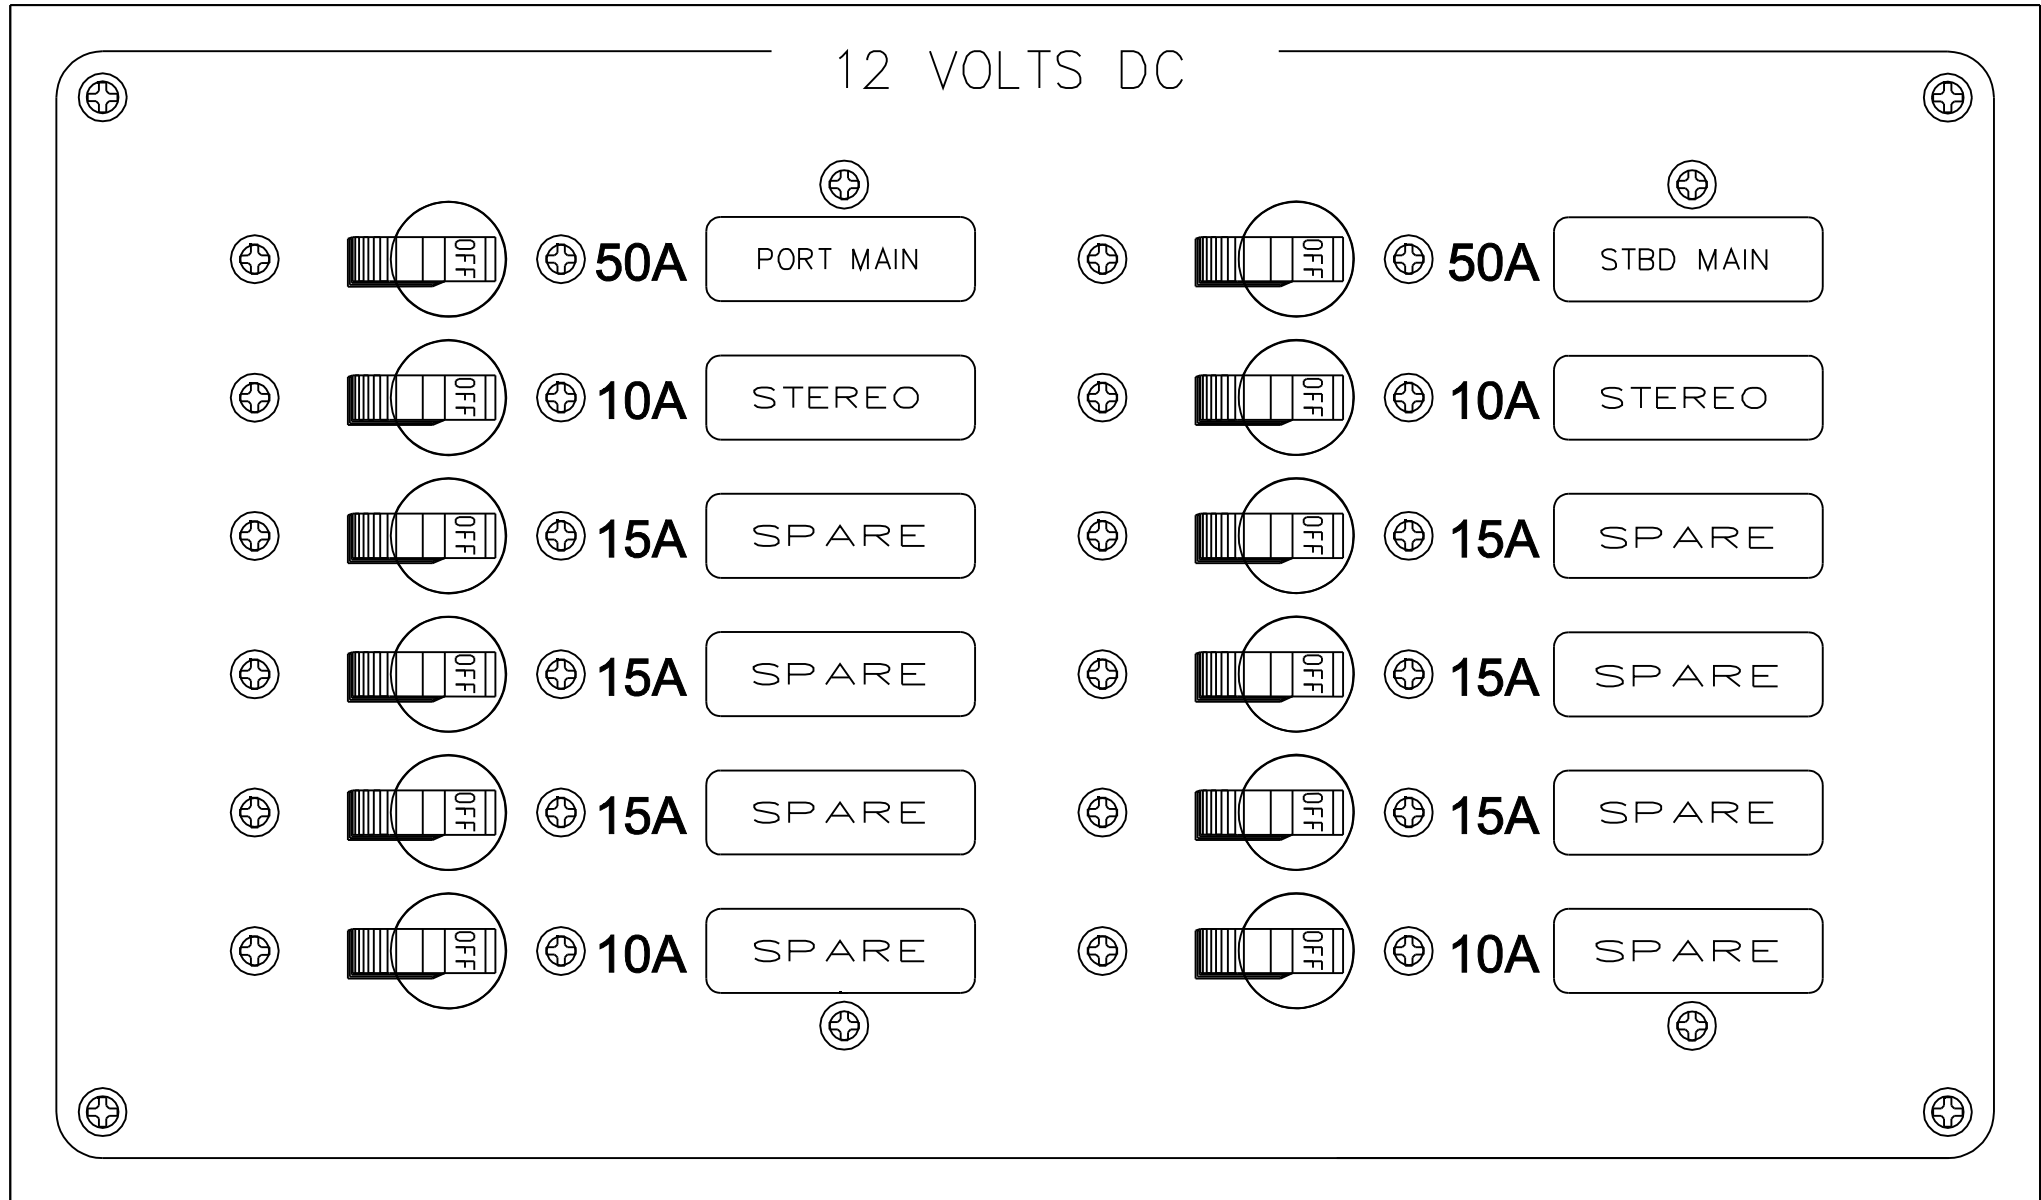 12 VOLTS DC
OFF 50A PORT MAIN OFF 50A STBD MAIN
OFF 10A STEREO OFF 10A STEREO
OFF 15A SPARE OFF 15A SPARE
OFF 15A SPARE OFF 15A SPARE
OFF 15A SPARE OFF 15A SPARE
OFF 10A SPARE OFF 10A SPARE